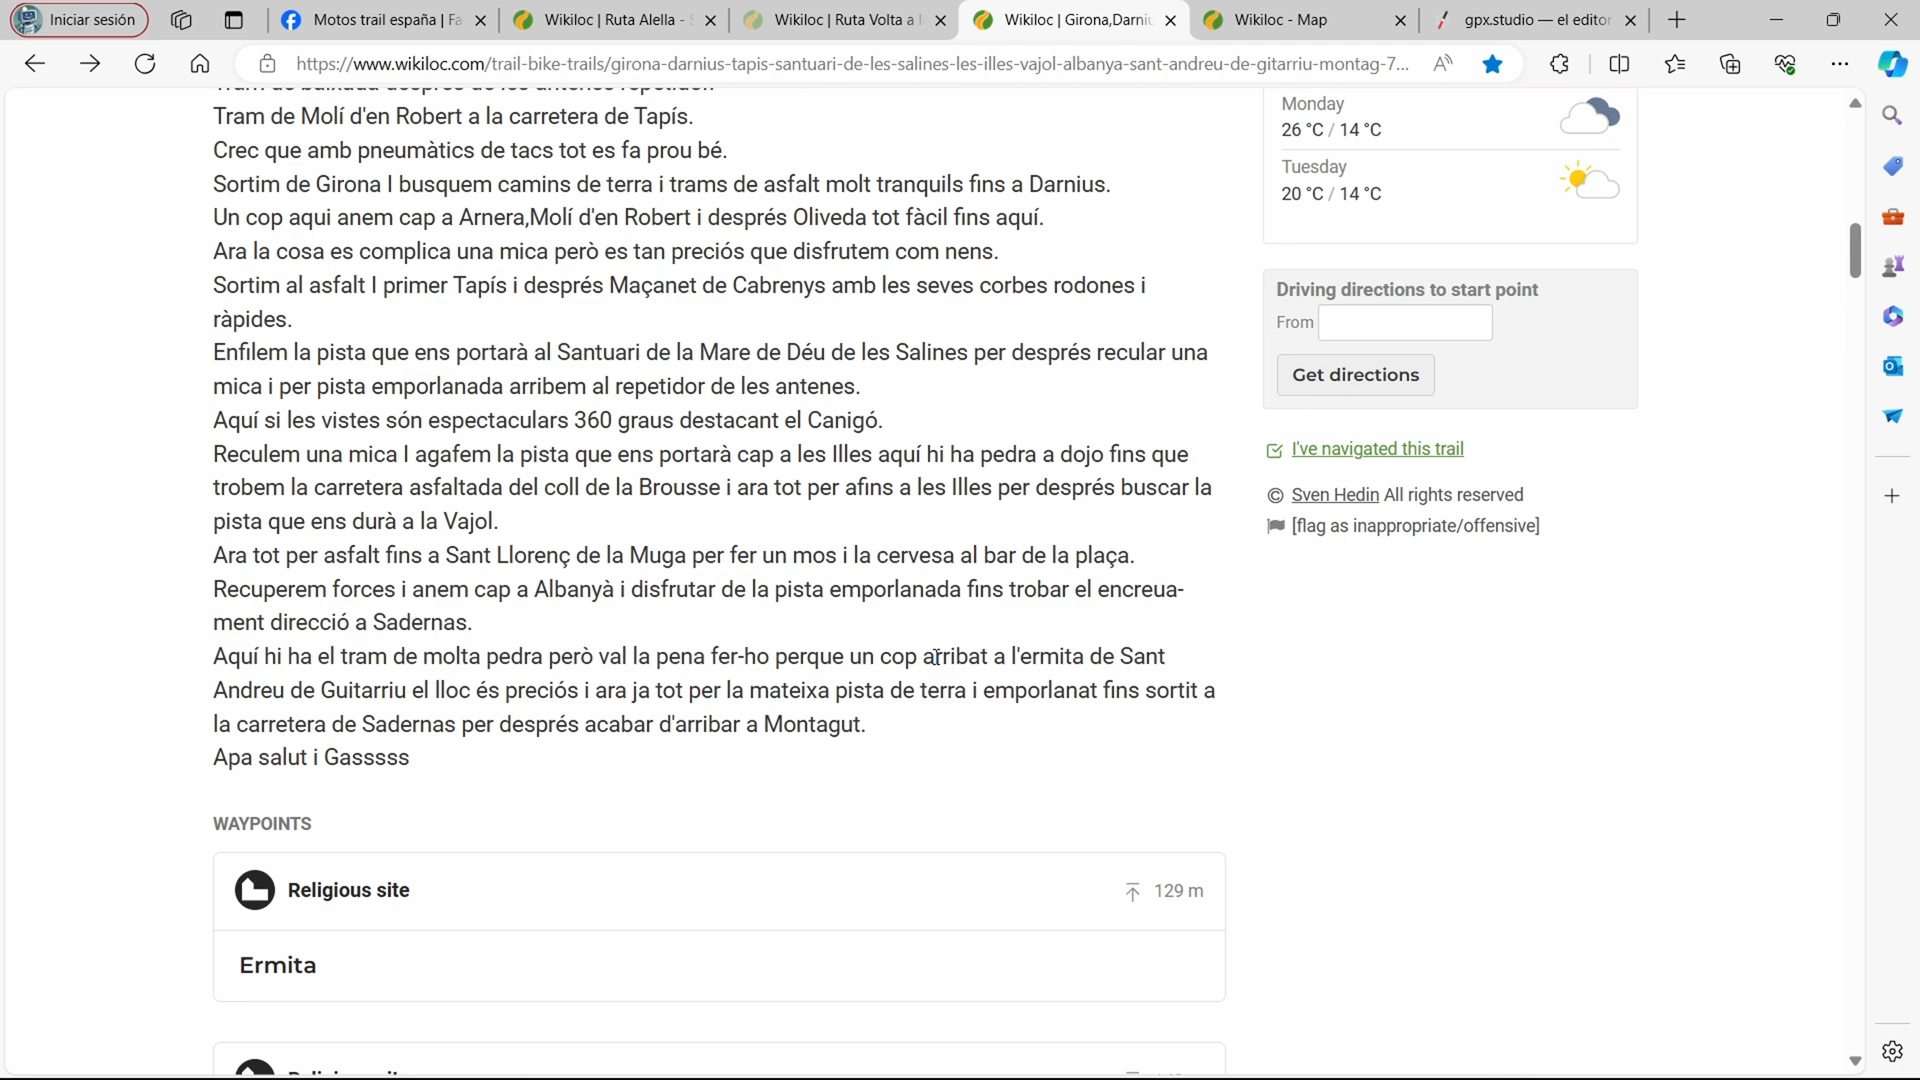 Iniciar sesión
Motos trail españa | Fa
Wikiloc | Ruta Alella - S
Wikiloc | Ruta Volta a l
Wikiloc | Girona,Darniu
Wikiloc - Map
gpx.studio — el editor
https://www.wikiloc.com/trail-bike-trails/girona-darnius-tapis-santuari-de-les-salines-les-illes-vajol-albanya-sant-andreu-de-gitarriu-montag-7...
Tram de baixada després de les antenes repetidor.
Tram de Molí d'en Robert a la carretera de Tapís.
Crec que amb pneumàtics de tacs tot es fa prou bé.
Sortim de Girona I busquem camins de terra i trams de asfalt molt tranquils fins a Darnius.
Un cop aqui anem cap a Arnera,Molí d'en Robert i després Oliveda tot fàcil fins aquí.
Ara la cosa es complica una mica però es tan preciós que disfrutem com nens.
Sortim al asfalt I primer Tapís i després Maçanet de Cabrenys amb les seves corbes rodones i
ràpides.
Enfilem la pista que ens portarà al Santuari de la Mare de Déu de les Salines per després recular una
mica i per pista emporlanada arribem al repetidor de les antenes.
Aquí si les vistes són espectaculars 360 graus destacant el Canigó.
Reculem una mica I agafem la pista que ens portarà cap a les Illes aquí hi ha pedra a dojo fins que
trobem la carretera asfaltada del coll de la Brousse i ara tot per afins a les Illes per després buscar la
pista que ens durà a la Vajol.
Ara tot per asfalt fins a Sant Llorenç de la Muga per fer un mos i la cervesa al bar de la plaça.
Recuperem forces i anem cap a Albanyà i disfrutar de la pista emporlanada fins trobar el encreua-
ment direcció a Sadernas.
Aquí hi ha el tram de molta pedra però val la pena fer-ho perque un cop arribat a l'ermita de Sant
Andreu de Guitarriu el lloc és preciós i ara ja tot per la mateixa pista de terra i emporlanat fins sortit a
la carretera de Sadernas per després acabar d'arribar a Montagut.
Apa salut i Gasssss
WAYPOINTS
Religious site
129 m
Ermita
Monday
26 °C / 14 °C
Tuesday
20 °C / 14 °C
Driving directions to start point
From
Get directions
I've navigated this trail
© Sven Hedin All rights reserved
[flag as inappropriate/offensive]